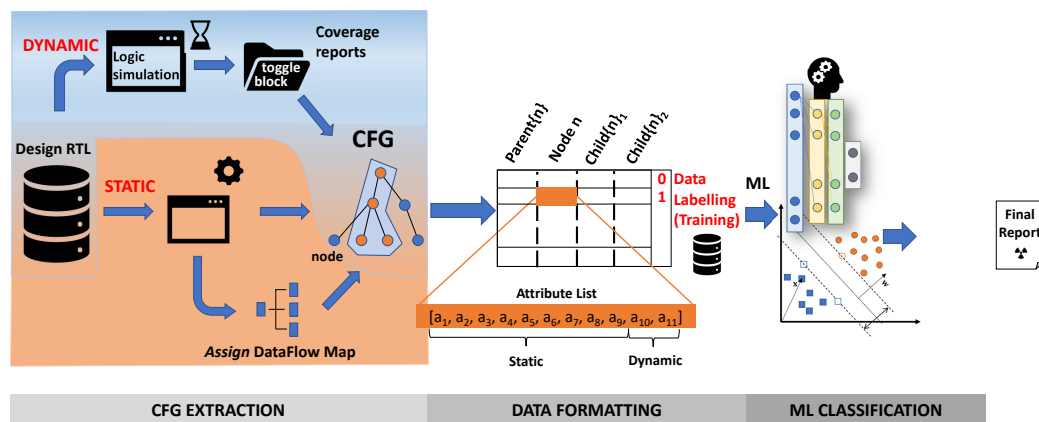 DYNAMIC
Logic
simulation
toggle
block
Coverage
reports
Design RTL
STATIC
CFG
node
Assign DataFlow Map
Parent{n}
Node n
Child{n}₁
Child{n}₂
0
1
Data
Labelling
(Training)
Attribute List
[a₁, a₂, a₃, a₄, a₅, a₆, a₇, a₈, a₉, a₁₀, a₁₁]
Static
Dynamic
ML
x
w
Final
Report
CFG EXTRACTION
DATA FORMATTING
ML CLASSIFICATION